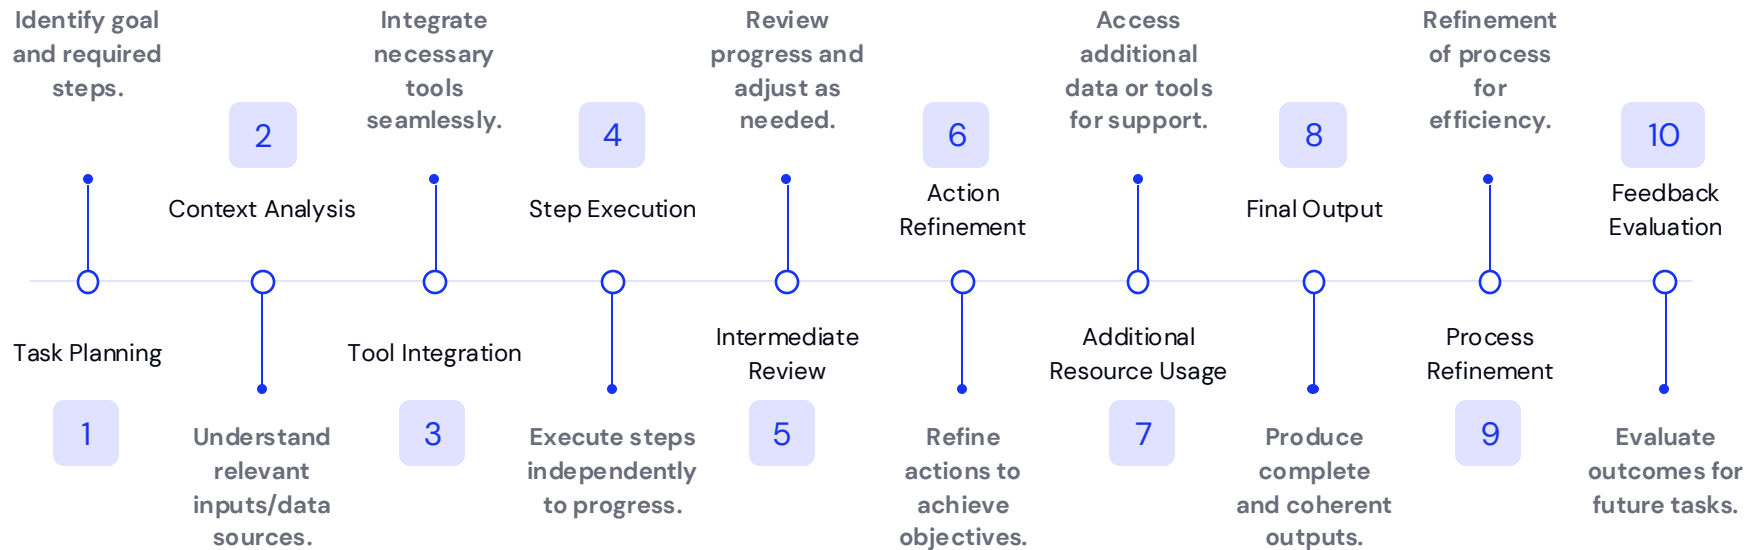 Identify goal
and required
steps.
Task Planning
1
2
Context Analysis
Understand
relevant
inputs/data
sources.
Integrate
necessary
tools
seamlessly.
Tool Integration
3
4
Step Execution
Execute steps
independently
to progress.
Review
progress and
adjust as
needed.
Intermediate
Review
5
6
Action
Refinement
Refine
actions to
achieve
objectives.
Access
additional
data or tools
for support.
Additional
Resource Usage
7
8
Final Output
Produce
complete
and coherent
outputs.
Refinement
of process
for
efficiency.
Process
Refinement
9
10
Feedback
Evaluation
Evaluate
outcomes for
future tasks.